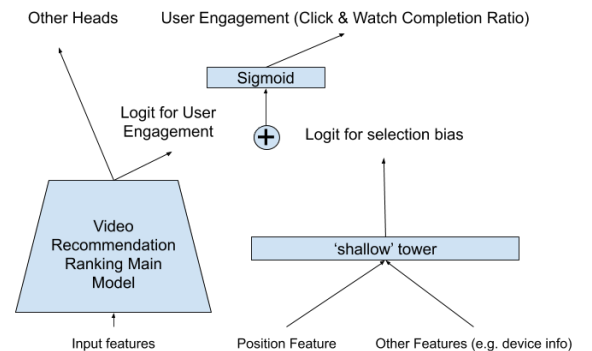 Other Heads
User Engagement (Click & Watch Completion Ratio)
Sigmoid
Logit for User
Engagement
+
Logit for selection bias
Video
Recommendation
Ranking Main
Model
'shallow' tower
Input features
Position Feature
Other Features (e.g. device info)